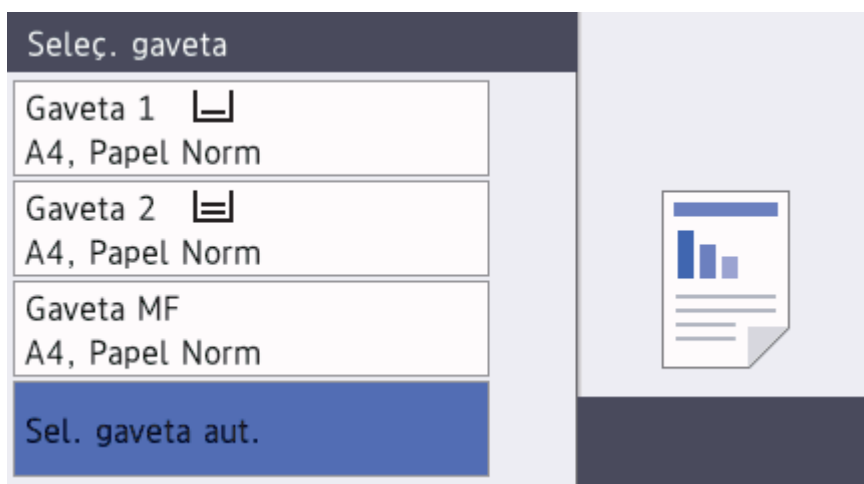 Seleç. gaveta
Gaveta 1
A4, Papel Norm
Gaveta 2
A4, Papel Norm
Gaveta MF
A4, Papel Norm
Sel. gaveta aut.